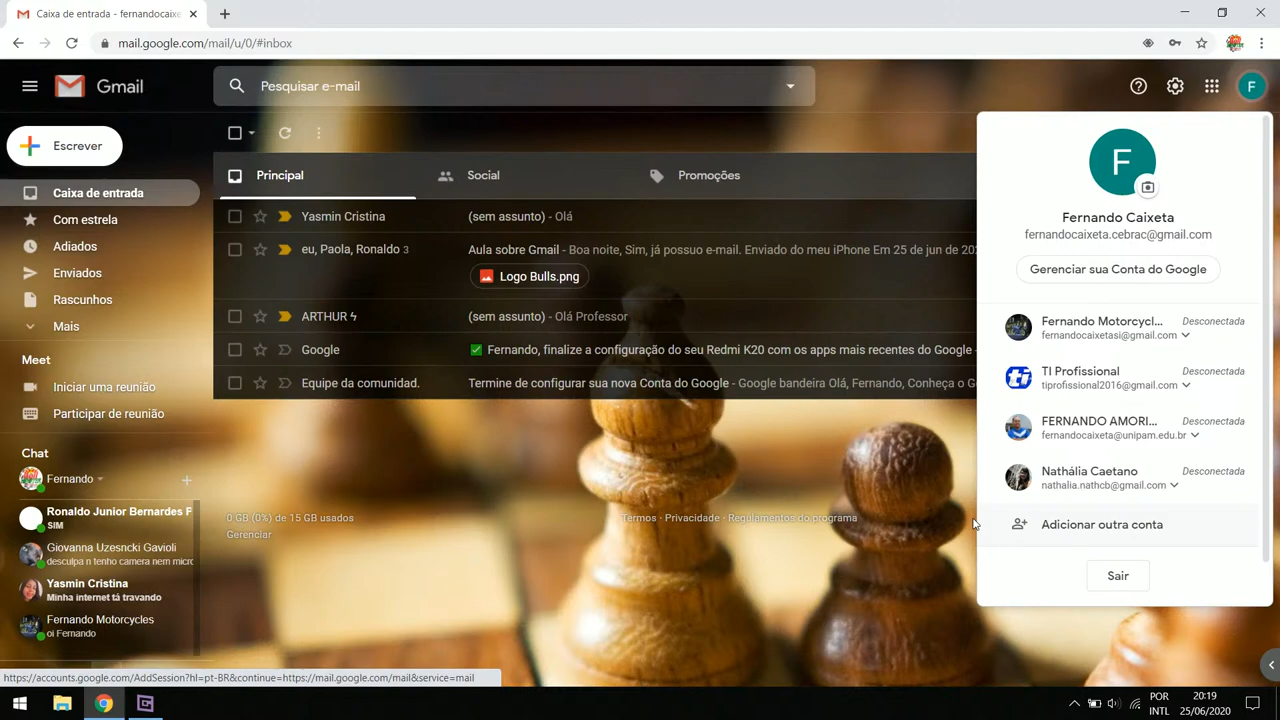 Caixa de entrada - fernandocaixe
mail.google.com/mail/u/0/#inbox
Gmail
Pesquisar e-mail
F
Escrever
Caixa de entrada
Com estrela
Adiados
Enviados
Rascunhos
Mais
Meet
Iniciar uma reunião
Participar de reunião
Chat
Fernando
Ronaldo Junior Bernardes F
SIM
Giovanna Uzesncki Gavioli
desculpa n tenho camera nem micro
Yasmin Cristina
Minha internet tá travando
Fernando Motorcycles
oi Fernando
Principal
Social
Promoções
Yasmin Cristina (sem assunto) - Olá
eu, Paola, Ronaldo 3 Aula sobre Gmail - Boa noite, Sim, já possuo e-mail. Enviado do meu iPhone Em 25 de jun de 202
Logo Bulls.png
ARTHUR ϟ (sem assunto) - Olá Professor
Google ✅ Fernando, finalize a configuração do seu Redmi K20 com os apps mais recentes do Google -
Equipe da comunidad. Termine de configurar sua nova Conta do Google - Google bandeira Olá, Fernando, Conheça o G
0 GB (0%) de 15 GB usados
Gerenciar
Termos · Privacidade · Regulamentos do programa
F
Fernando Caixeta
fernandocaixeta.cebrac@gmail.com
Gerenciar sua Conta do Google
Fernando Motorcycl... Desconectada
fernandocaixetasi@gmail.com
ti
TI Profissional Desconectada
tiprofissional2016@gmail.com
FERNANDO AMORI... Desconectada
fernandocaixeta@unipam.edu.br
Nathália Caetano Desconectada
nathalia.nathcb@gmail.com
Adicionar outra conta
Sair
https://accounts.google.com/AddSession?hl=pt-BR&continue=https://mail.google.com/mail&service=mail
POR
INTL
20:19
25/06/2020